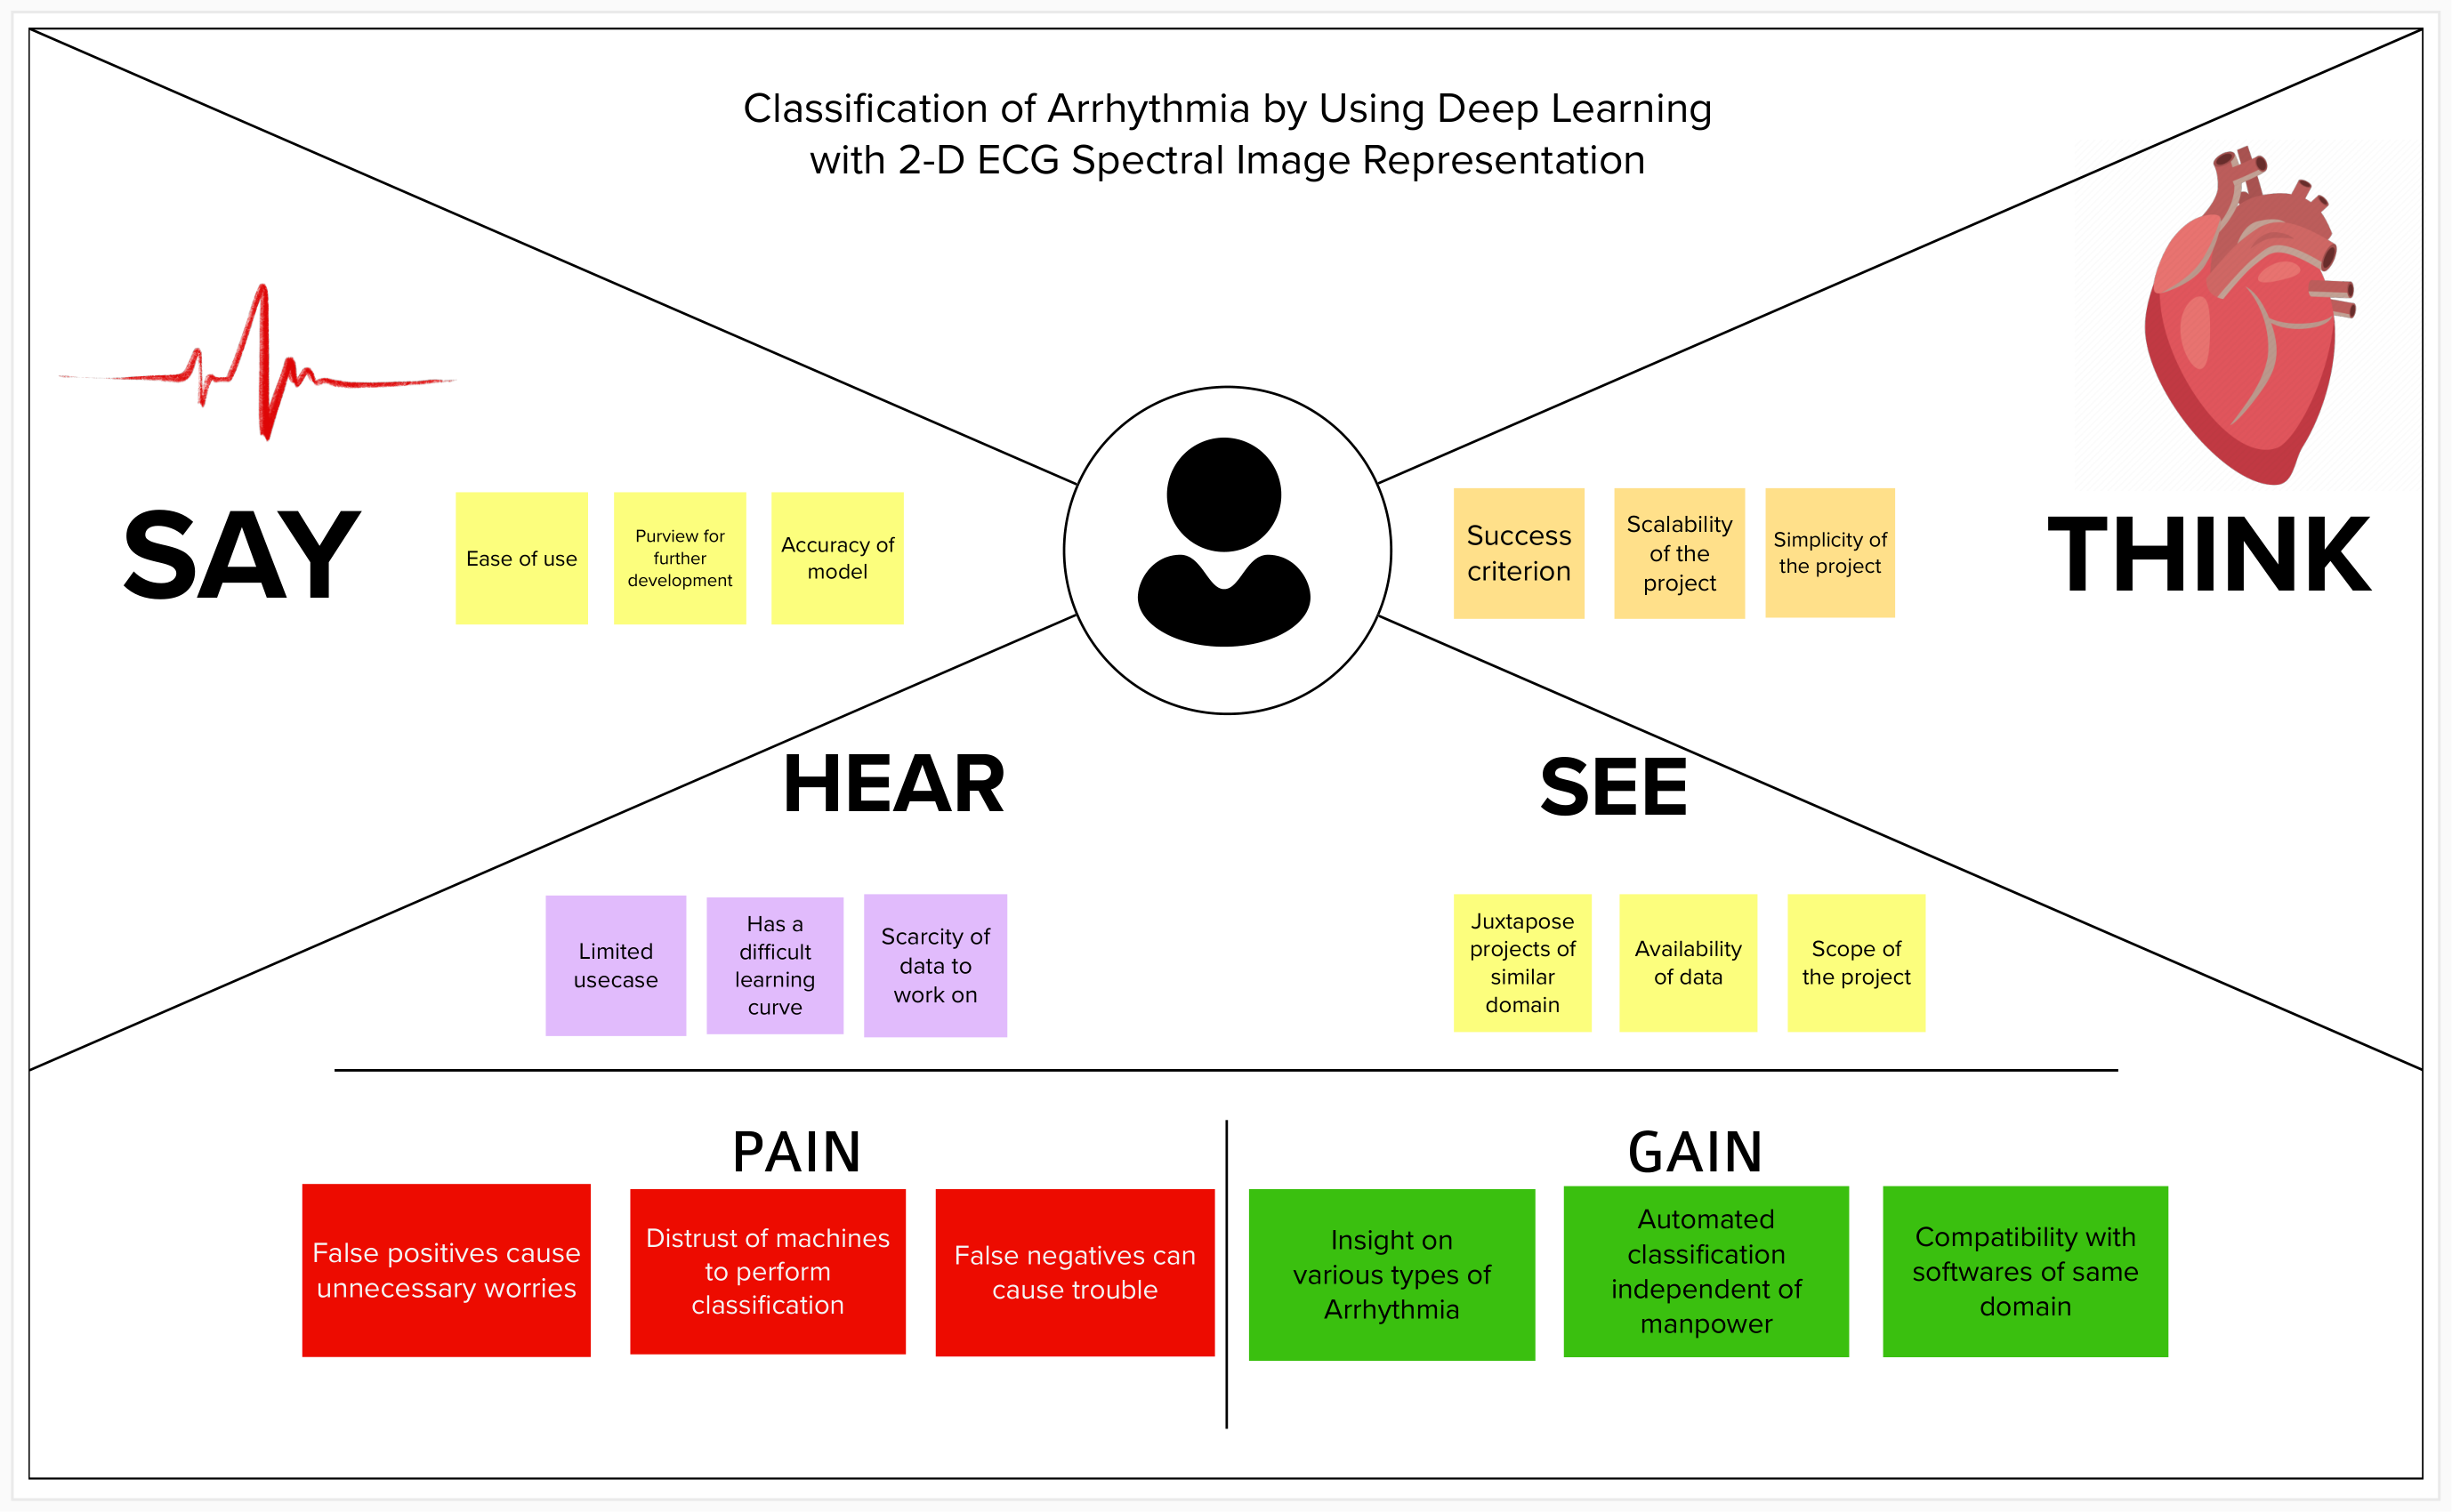 Classification of Arrhythmia by Using Deep Learning
with 2-D ECG Spectral Image Representation
SAY
Ease of use
Purview for
further
development
Accuracy of
model
Success
criterion
Scalability
of the
project
Simplicity of
the project
THINK
HEAR
Limited
usecase
Has a
difficult
learning
curve
Scarcity of
data to
work on
SEE
Juxtapose
projects of
similar
domain
Availability
of data
Scope of
the project
PAIN
False positives cause
unnecessary worries
Distrust of machines
to perform
classification
False negatives can
cause trouble
GAIN
Insight on
various types of
Arrhythmia
Automated
classification
independent of
manpower
Compatibility with
softwares of same
domain